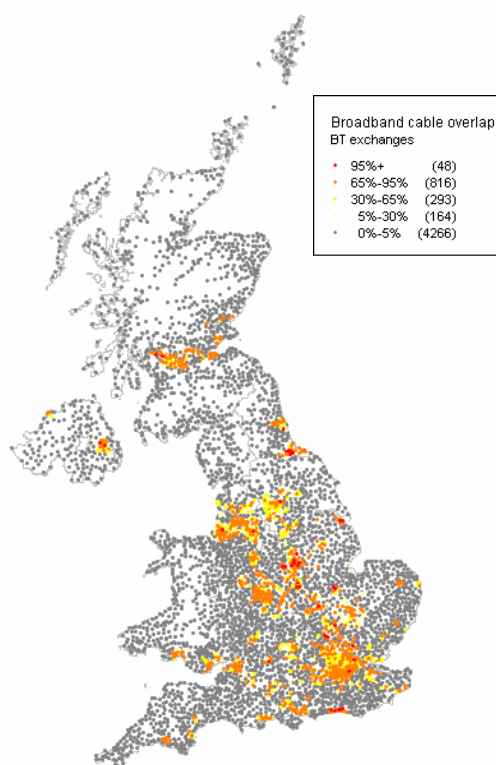 Broadband cable overlap
BT exchanges
95%+ (48)
65%-95% (816)
30%-65% (293)
5%-30% (164)
0%-5% (4266)